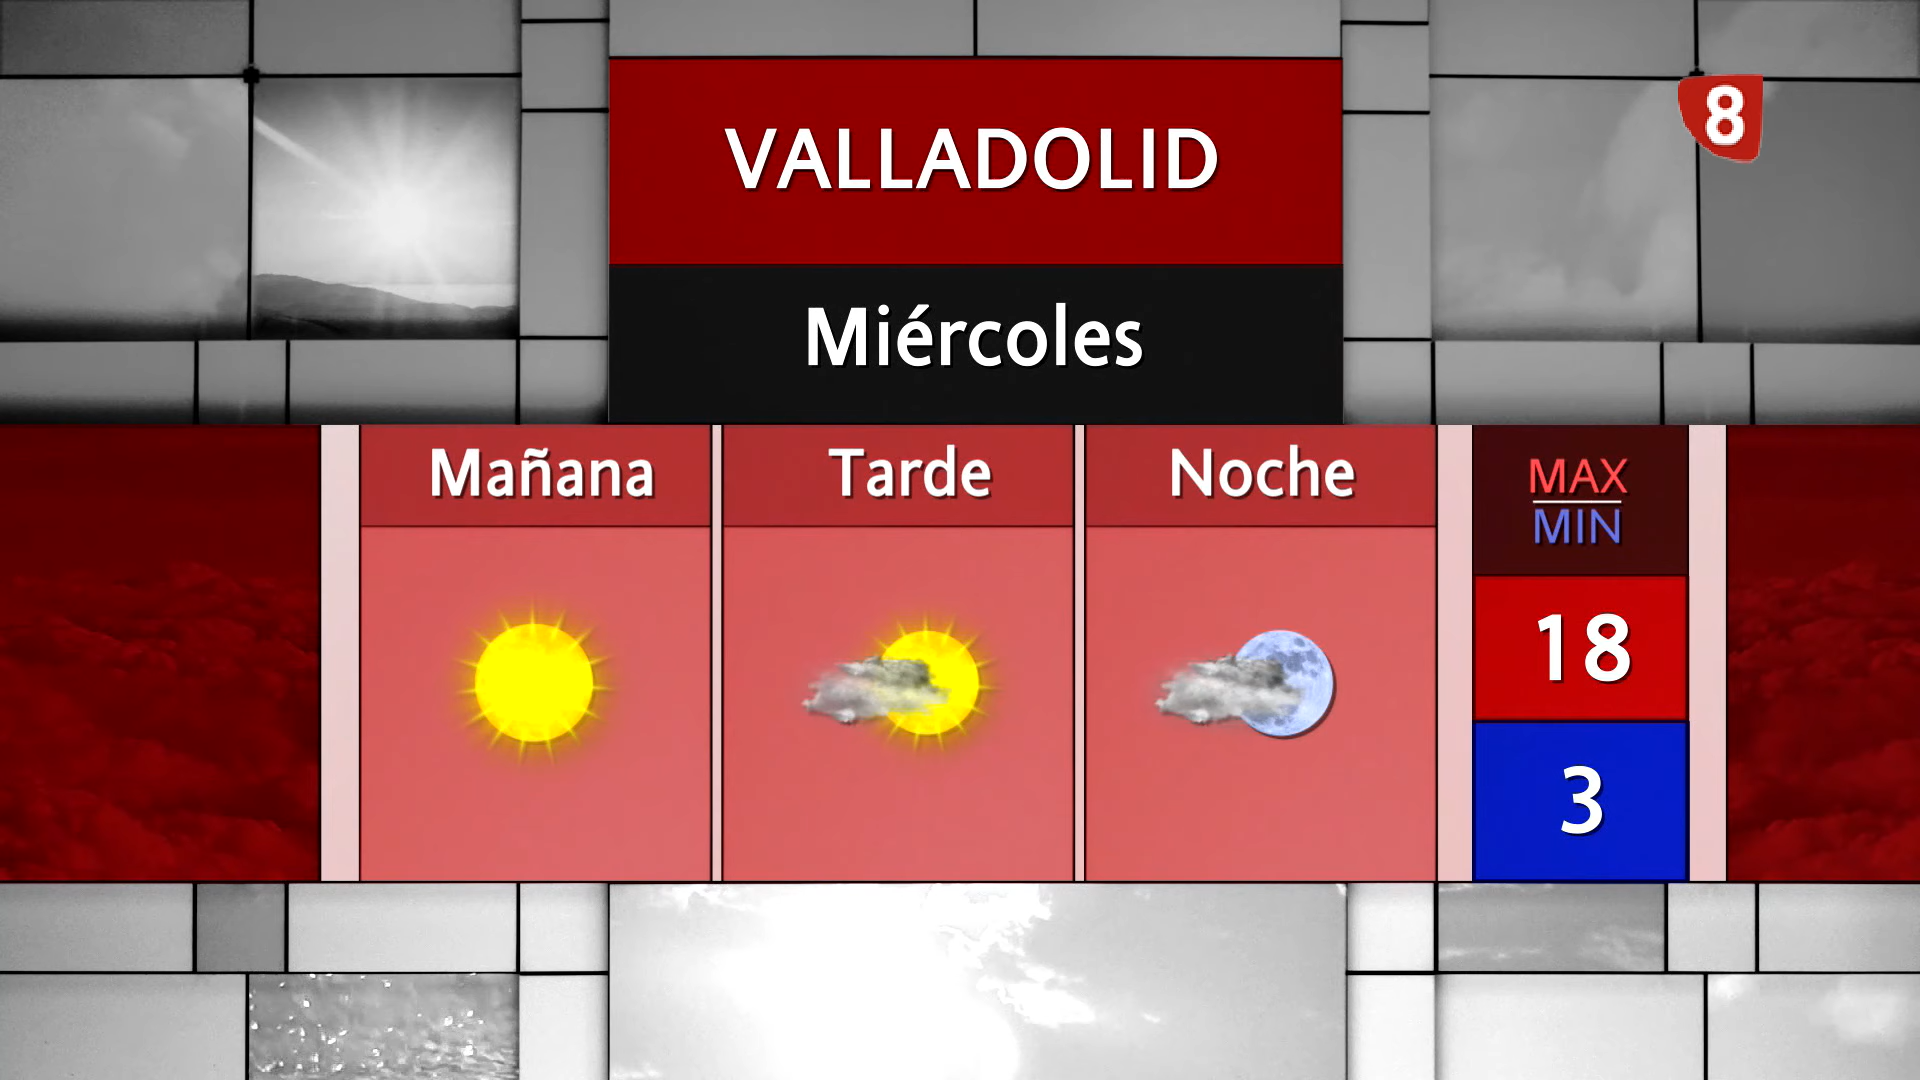 VALLADOLID
8
Miércoles
Mañana
Tarde
Noche
MAX
MIN
18
3